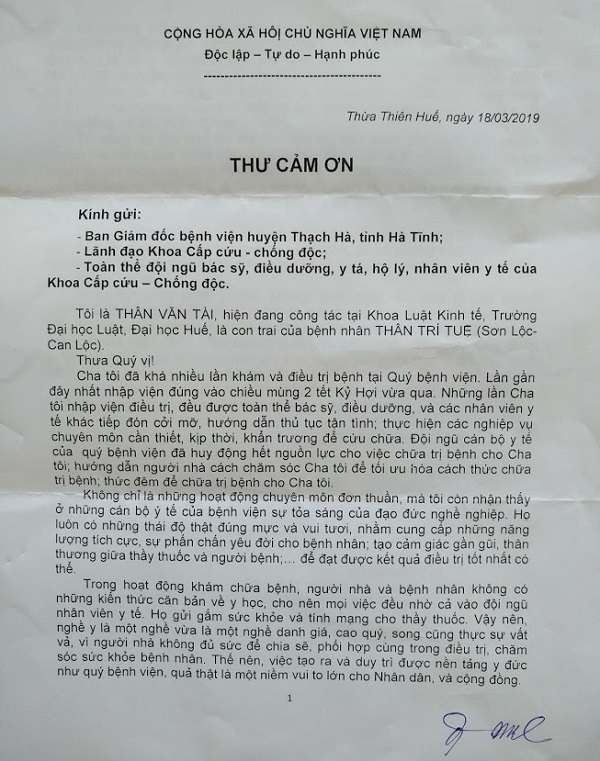 CỘNG HÒA XÃ HÔỊ CHỦ NGHĨA VIỆT NAM
Độc lập – Tự do – Hạnh phúc
-------------------------------------------
Thừa Thiên Huế, ngày 18/03/2019
THƯ CẢM ƠN
Kính gửi:
- Ban Giám đốc bệnh viện huyện Thạch Hà, tỉnh Hà Tĩnh;
- Lãnh đạo Khoa Cấp cứu - chống độc;
- Toàn thể đội ngũ bác sỹ, điều dưỡng, y tá, hộ lý, nhân viên y tế của
Khoa Cấp cứu – Chống độc.
Tôi là THÂN VĂN TÀI, hiện đang công tác tại Khoa Luật Kinh tế, Trường
Đại học Luật, Đại học Huế, là con trai của bệnh nhân THÂN TRÍ TUỆ (Sơn Lộc-
Can Lộc).
Thưa Quý vị!
Cha tôi đã khá nhiều lần khám và điều trị bệnh tại Quý bệnh viện. Lần gần
đây nhất nhập viện đúng vào chiều mùng 2 tết Kỷ Hợi vừa qua. Những lần Cha
tôi nhập viện điều trị, đều được toàn thể bác sỹ, điều dưỡng, và các nhân viên y
tế khác tiếp đón cởi mỡ, hướng dẫn thủ tục tận tình; thực hiện các nghiệp vụ
chuyên môn cần thiết, kịp thời, khẩn trương để cứu chữa. Đội ngũ cán bộ y tế
của quý bệnh viện đã huy động hết nguồn lực cho việc chữa trị bệnh cho Cha
tôi; hướng dẫn người nhà cách chăm sóc Cha tôi để tối ưu hóa cách thức chữa
trị bệnh; thức đêm để chữa trị bệnh cho Cha tôi.
Không chỉ là những hoạt động chuyên môn đơn thuần, mà tôi còn nhận thấy
ở những cán bộ y tế của bệnh viện sự tỏa sáng của đạo đức nghề nghiệp. Họ
luôn có những thái độ thật đúng mực và vui tươi, nhằm cung cấp những năng
lượng tích cực, sự phấn chấn yêu đời cho bệnh nhân; tạo cảm giác gần gũi, thân
thương giữa thầy thuốc và người bệnh;… để đạt được kết quả điều trị tốt nhất có
thể.
Trong hoạt động khám chữa bệnh, người nhà và bệnh nhân không có
những kiến thức căn bản về y học, cho nên mọi việc đều nhờ cả vào đội ngũ
nhân viên y tế. Họ gửi gắm sức khỏe và tính mạng cho thầy thuốc. Vậy nên,
nghề y là một nghề vừa là một nghề danh giá, cao quý, song cũng thực sự vất
vả, vì người nhà không đủ sức để chia sẽ, phối hợp cùng trong điều trị, chăm
sóc sức khỏe bệnh nhân. Thế nên, việc tạo ra và duy trì được nền tảng y đức
như quý bệnh viện, quả thật là một niềm vui to lớn cho Nhân dân, và cộng đồng.
1